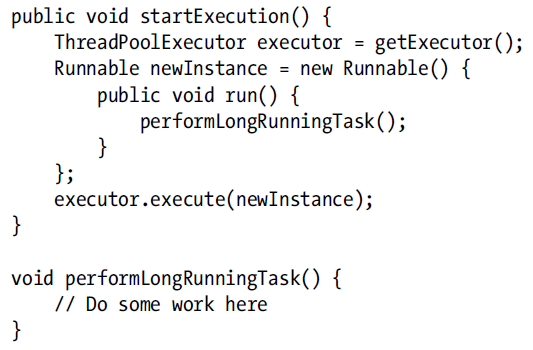 public void startExecution() {
    ThreadPoolExecutor executor = getExecutor();
    Runnable newInstance = new Runnable() {
        public void run() {
            performLongRunningTask();
        }
    };
    executor.execute(newInstance);
}

void performLongRunningTask() {
    // Do some work here
}